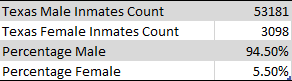 Texas Male Inmates Count 53181
Texas Female Inmates Count 3098
Percentage Male 94.50%
Percentage Female 5.50%